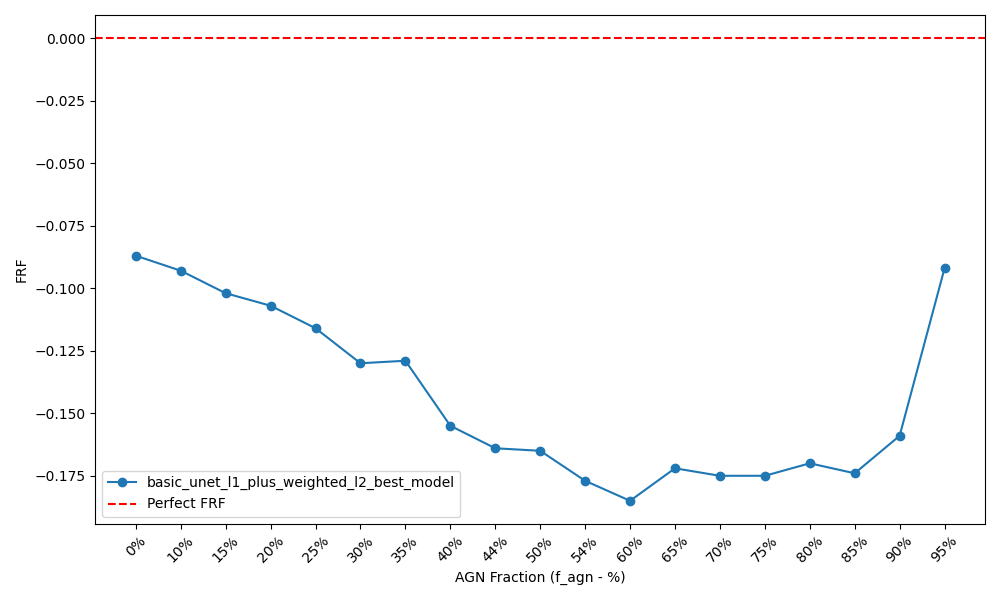 0.000
−0.025
−0.050
−0.075
−0.100
−0.125
−0.150
−0.175
FRF
basic_unet_l1_plus_weighted_l2_best_model
Perfect FRF
0% 10% 15% 20% 25% 30% 35% 40% 44% 50% 54% 60% 65% 70% 75% 80% 85% 90% 95%
AGN Fraction (f_agn - %)